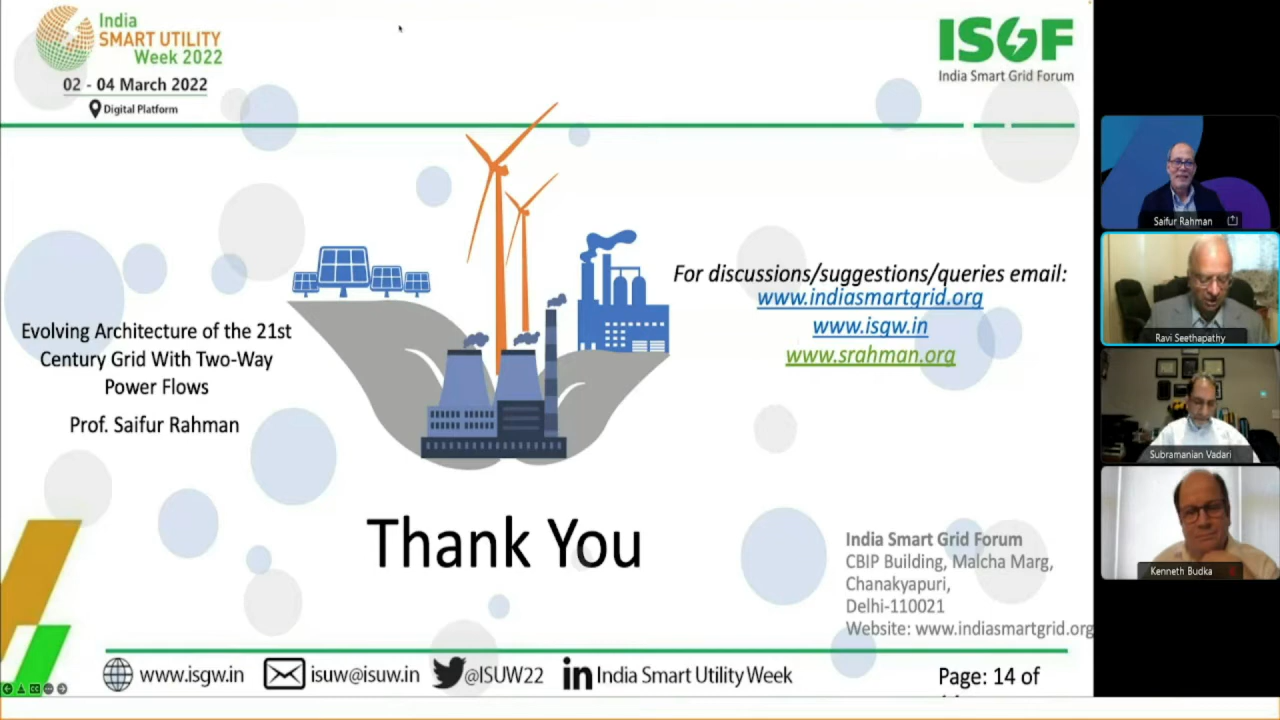 India
SMART UTILITY
Week 2022
02 - 04 March 2022
Digital Platform
ISGF
India Smart Grid Forum
Evolving Architecture of the 21st
Century Grid With Two-Way
Power Flows
Prof. Saifur Rahman
For discussions/suggestions/queries email:
www.indiasmartgrid.org
www.isgw.in
www.srahman.org
Thank You
India Smart Grid Forum
CBIP Building, Malcha Marg,
Chanakyapuri,
Delhi-110021
Website: www.indiasmartgrid.org
www.isgw.in
isuw@isuw.in
@ISUW22
in India Smart Utility Week
Page: 14 of
Saifur Rahman
Ravi Seethapathy
Subramanian Vadari
Kenneth Budka